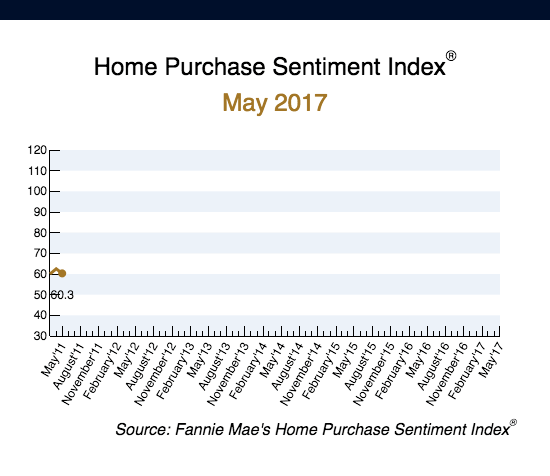 Home Purchase Sentiment Index®
May 2017
120
110
100
90
80
70
60
50
40
30
60.3
May'11
August'11
November'11
February'12
May'12
August'12
November'12
February'13
May'13
August'13
November'13
February'14
May'14
August'14
November'14
February'15
May'15
August'15
November'15
February'16
May'16
August'16
November'16
February'17
May'17
Source: Fannie Mae's Home Purchase Sentiment Index®